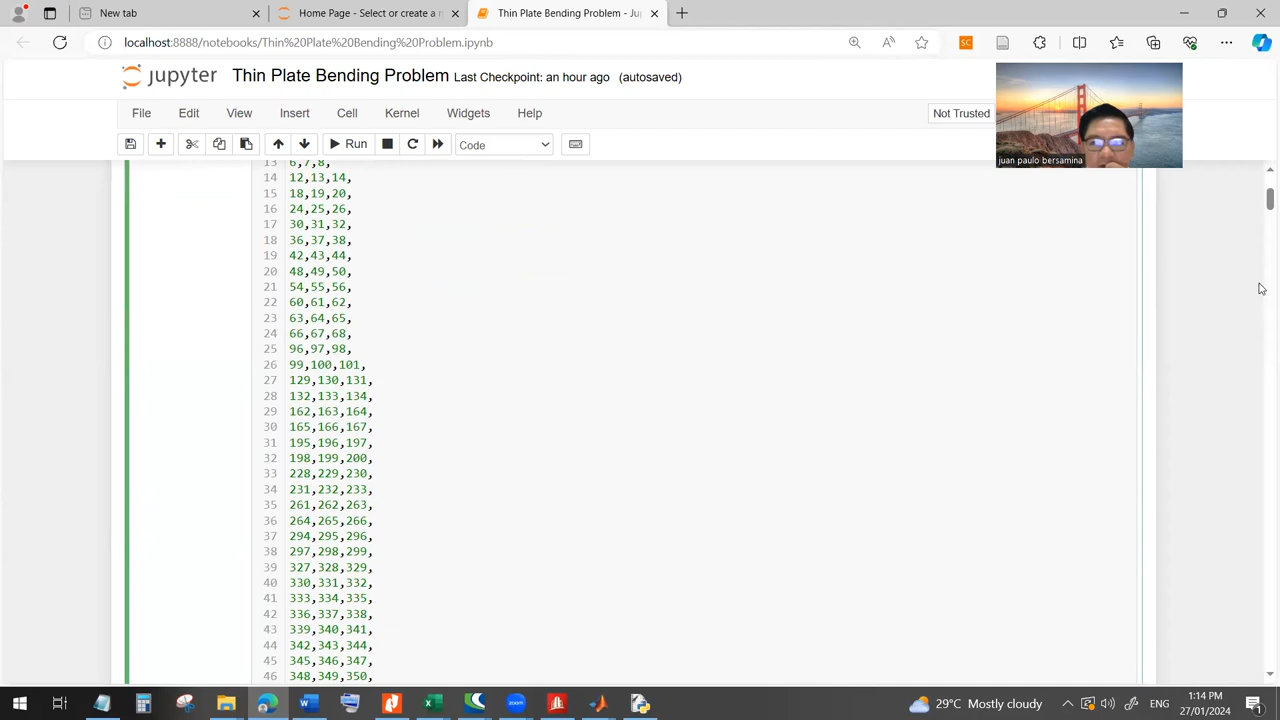 New tab
Home Page - Select or create a n
Thin Plate Bending Problem - Ju
localhost:8888/notebooks/Thin%20Plate%20Bending%20Problem.ipynb
jupyter Thin Plate Bending Problem Last Checkpoint: an hour ago (autosaved)
File Edit View Insert Cell Kernel Widgets Help
Not Trusted
Run
Code
juan paulo bersamina
13 6,7,8,
14 12,13,14,
15 18,19,20,
16 24,25,26,
17 30,31,32,
18 36,37,38,
19 42,43,44,
20 48,49,50,
21 54,55,56,
22 60,61,62,
23 63,64,65,
24 66,67,68,
25 96,97,98,
26 99,100,101,
27 129,130,131,
28 132,133,134,
29 162,163,164,
30 165,166,167,
31 195,196,197,
32 198,199,200,
33 228,229,230,
34 231,232,233,
35 261,262,263,
36 264,265,266,
37 294,295,296,
38 297,298,299,
39 327,328,329,
40 330,331,332,
41 333,334,335,
42 336,337,338,
43 339,340,341,
44 342,343,344,
45 345,346,347,
46 348,349,350,
29°C Mostly cloudy
ENG
1:14 PM
27/01/2024